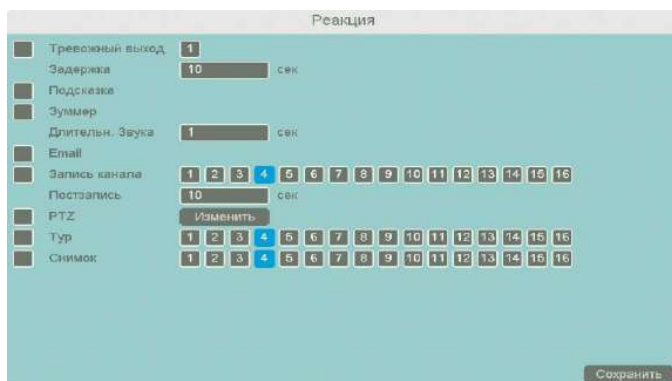 Реакция
Тревожный выход 1
Задержка 10 сек
Подсказка
Зуммер
Длительн. Звука 1 сек
Email
Запись канала 1 2 3 4 5 6 7 8 9 10 11 12 13 14 15 16
Постзапись 10 сек
PTZ Изменить
Тур 1 2 3 4 5 6 7 8 9 10 11 12 13 14 15 16
Снимок 1 2 3 4 5 6 7 8 9 10 11 12 13 14 15 16
Сохранить